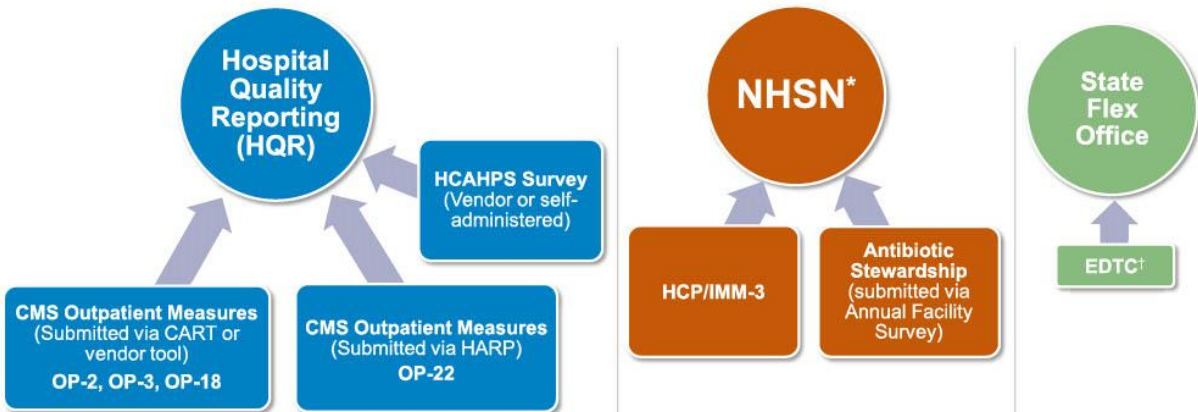 Hospital
Quality
Reporting
(HQR)
HCAHPS Survey
(Vendor or self-
administered)
CMS Outpatient Measures
(Submitted via CART or
vendor tool)
OP-2, OP-3, OP-18
CMS Outpatient Measures
(Submitted via HARP)
OP-22
NHSN*
HCP/IMM-3
Antibiotic
Stewardship
(submitted via
Annual Facility
Survey)
State
Flex
Office
EDTC†